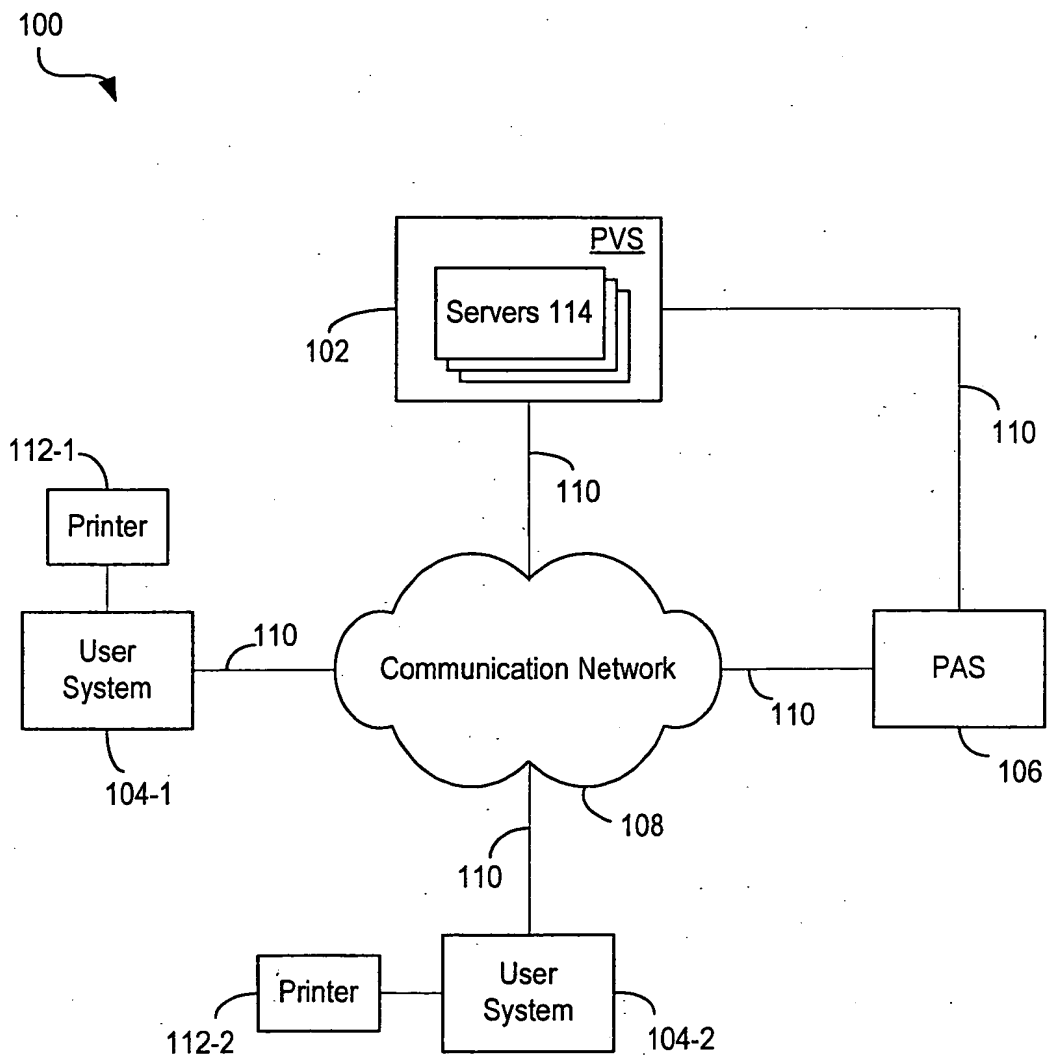 100
PVS
Servers 114
102
110
112-1
110
Printer
User
System
110
Communication Network
PAS
110
104-1
106
108
110
Printer
User
System
112-2
104-2